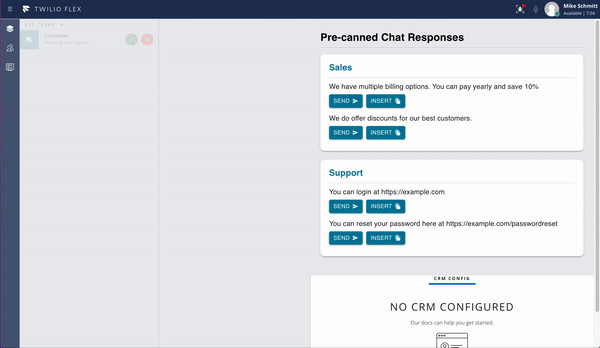 TWILIO FLEX
Mike Schmitt
Available | 7:04
ALL TASKS
Customer
Incoming chat request
Pre-canned Chat Responses
Sales
We have multiple billing options. You can pay yearly and save 10%
SEND INSERT
We do offer discounts for our best customers.
SEND INSERT
Support
You can login at https://example.com
SEND INSERT
You can reset your password here at https://example.com/passwordreset
SEND INSERT
CRM CONFIG
NO CRM CONFIGURED
Our docs can help you get started.